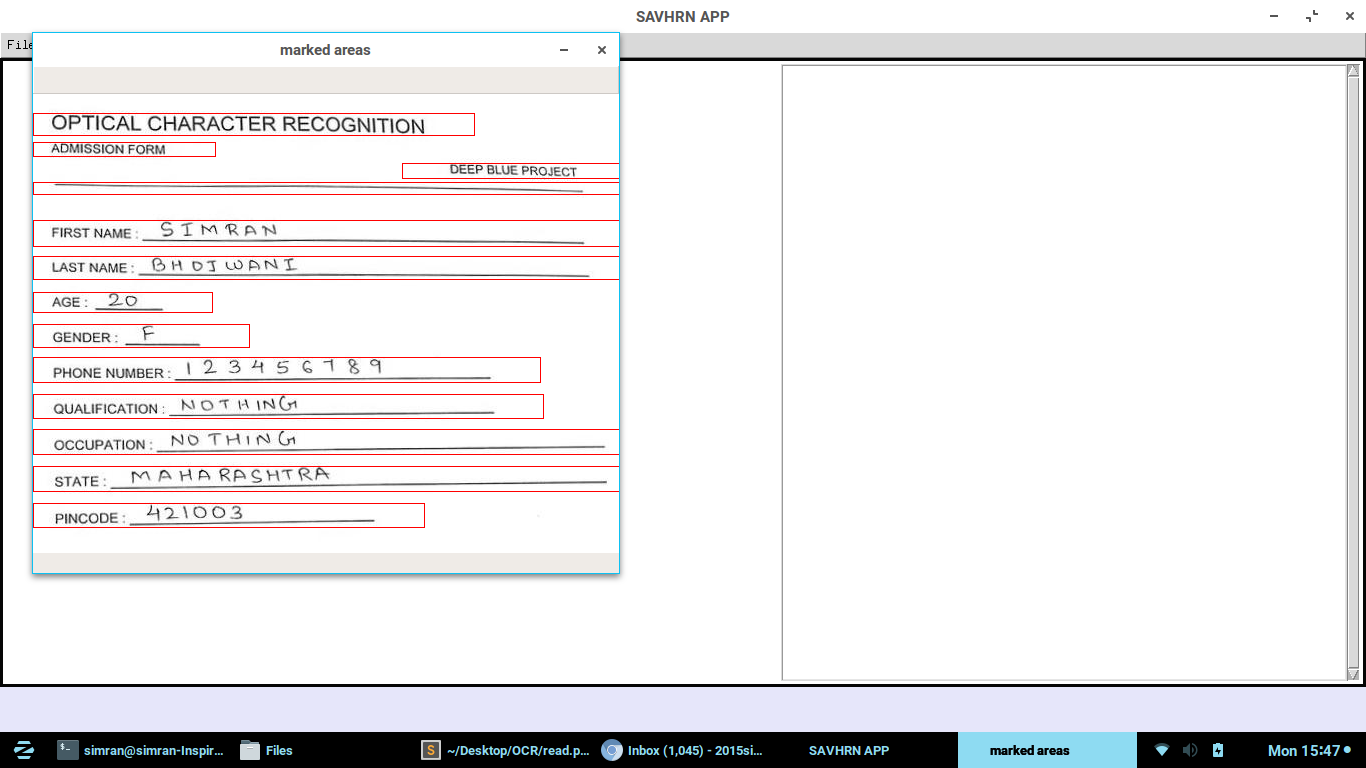 SAVHRN APP
File
marked areas
OPTICAL CHARACTER RECOGNITION
ADMISSION FORM
DEEP BLUE PROJECT
FIRST NAME : SIMRAN
LAST NAME : BHOJWANI
AGE : 20
GENDER : F
PHONE NUMBER : 123456789
QUALIFICATION : NOTHING
OCCUPATION : NOTHING
STATE : MAHARASHTRA
PINCODE : 421003
simran@simran-Inspir... Files ~/Desktop/OCR/read.p... Inbox (1,045) - 2015si... SAVHRN APP marked areas Mon 15:47